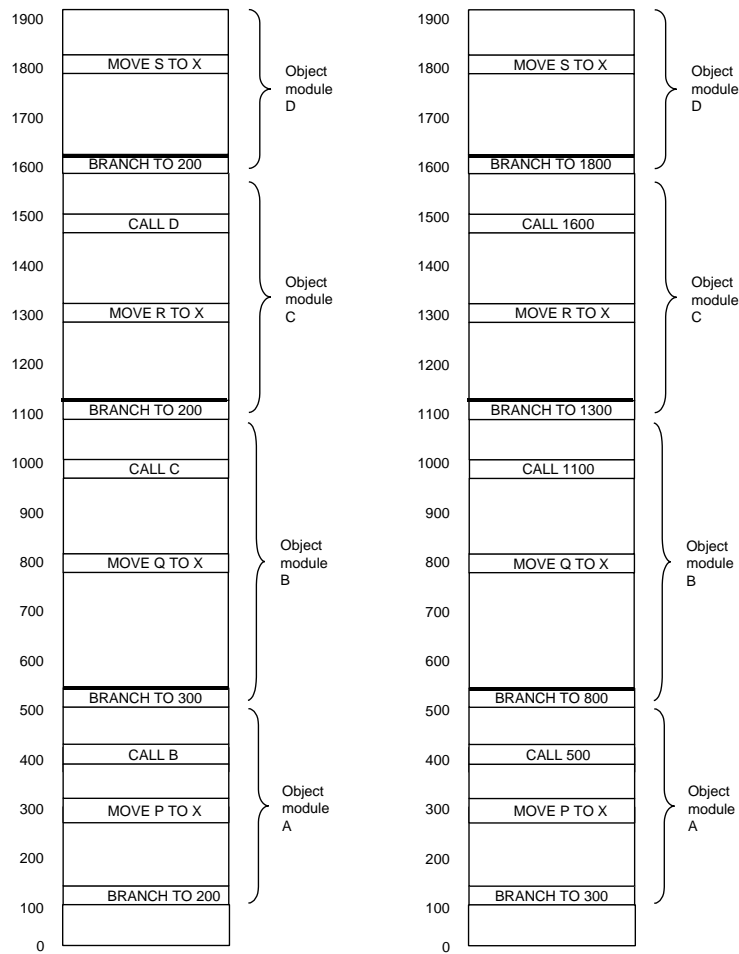 1900
MOVE S TO X
1800
Object
module
D
1700
BRANCH TO 200
1600
1500
CALL D
1400
Object
module
C
MOVE R TO X
1300
1200
BRANCH TO 200
1100
1000
CALL C
900
Object
module
B
800
MOVE Q TO X
700
600
BRANCH TO 300
500
CALL B
400
Object
module
A
300
MOVE P TO X
200
BRANCH TO 200
100
0
1900
MOVE S TO X
1800
Object
module
D
1700
BRANCH TO 1800
1600
1500
CALL 1600
1400
Object
module
C
MOVE R TO X
1300
1200
BRANCH TO 1300
1100
1000
CALL 1100
900
Object
module
B
800
MOVE Q TO X
700
600
BRANCH TO 800
500
CALL 500
400
Object
module
A
300
MOVE P TO X
200
BRANCH TO 300
100
0